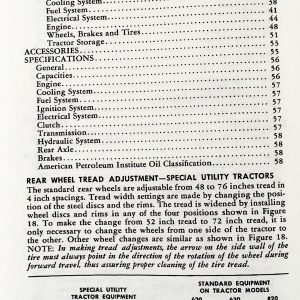 Cooling System . . . . . . . . . . . . . . . . . . . . . . . 38
Fuel System . . . . . . . . . . . . . . . . . . . . . . . . . 41
Electrical System . . . . . . . . . . . . . . . . . . . . . 44
Engine . . . . . . . . . . . . . . . . . . . . . . . . . . . . . 48
Wheels, Brakes and Tires . . . . . . . . . . . . . . . 51
Tractor Storage . . . . . . . . . . . . . . . . . . . . . . 53
ACCESSORIES . . . . . . . . . . . . . . . . . . . . . . . . 55
SPECIFICATIONS
General . . . . . . . . . . . . . . . . . . . . . . . . . . . . 56
Capacities . . . . . . . . . . . . . . . . . . . . . . . . . . 56
Engine . . . . . . . . . . . . . . . . . . . . . . . . . . . . . 57
Cooling System . . . . . . . . . . . . . . . . . . . . . . . 57
Fuel System . . . . . . . . . . . . . . . . . . . . . . . . . 57
Ignition System . . . . . . . . . . . . . . . . . . . . . . 57
Electrical System . . . . . . . . . . . . . . . . . . . . . 57
Clutch . . . . . . . . . . . . . . . . . . . . . . . . . . . . . 57
Transmission . . . . . . . . . . . . . . . . . . . . . . . . 57
Hydraulic System . . . . . . . . . . . . . . . . . . . . . 58
Rear Axle . . . . . . . . . . . . . . . . . . . . . . . . . . 58
Brakes . . . . . . . . . . . . . . . . . . . . . . . . . . . . . 58
American Petroleum Institute Oil Classification . . . . 58
REAR WHEEL TREAD ADJUSTMENT—SPECIAL UTILITY TRACTORS
The standard rear wheels are adjustable from 48 to 76 inches tread in
4 inch spacings. Tread width settings are made by changing the posi-
tion of the steel discs and rims. The tread is widened by installing
wheel discs and rims in any of the four positions shown in Figure
18. To make the change from 52 inch tread to 72 inch tread, it is
only necessary to change the wheels from one side of the tractor to
the other. Other wheel changes are similar as shown in Figure 18.
NOTE: In making tread adjustments, the arrow on the side wall of the
tire must always point in the direction of the rotation of the wheel during
forward travel, thus assuring proper cleaning of the tire tread.
SPECIAL UTILITY
TRACTOR EQUIPMENT
STANDARD EQUIPMENT
ON TRACTOR MODELS
620 630 820